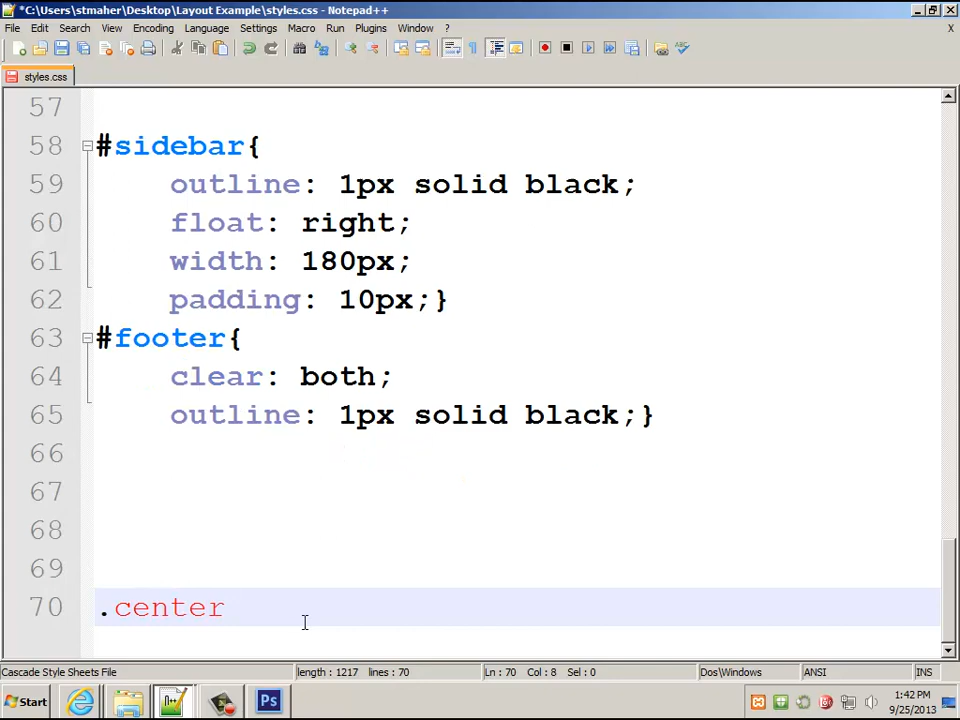 *C:\Users\stmaher\Desktop\Layout Example\styles.css - Notepad++
File Edit Search View Encoding Language Settings Macro Run Plugins Window ? X
styles.css
57
58 #sidebar{
59 outline: 1px solid black;
60 float: right;
61 width: 180px;
62 padding: 10px;}
63 #footer{
64 clear: both;
65 outline: 1px solid black;}
66
67
68
69
70 .center
Cascade Style Sheets File length : 1217 lines : 70 Ln : 70 Col : 8 Sel : 0 Dos\Windows ANSI INS
Start Ps 1:42 PM
9/25/2013